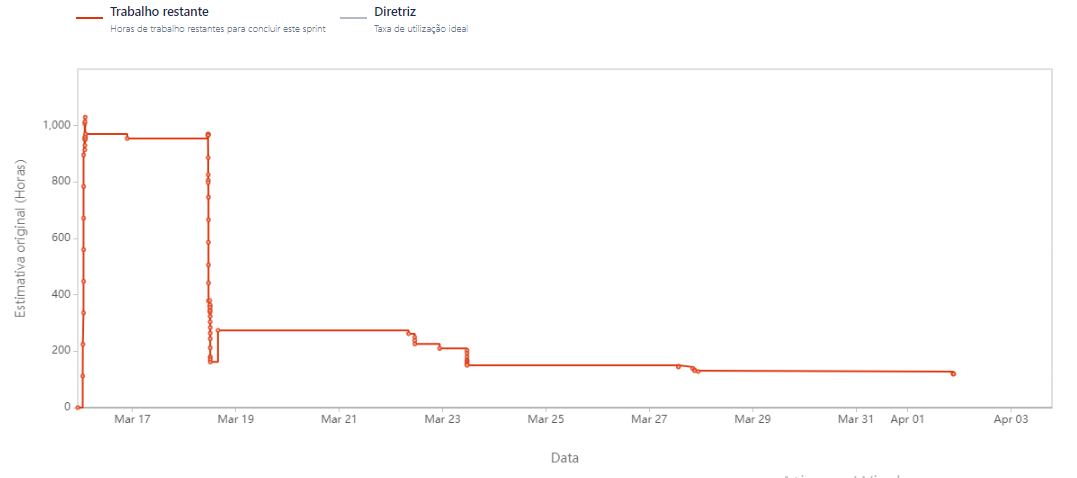 Trabalho restante
Horas de trabalho restantes para concluir este sprint
Diretriz
Taxa de utilização ideal
Estimativa original (Horas)
1,000
800
600
400
200
0
Mar 17
Mar 19
Mar 21
Mar 23
Mar 25
Mar 27
Mar 29
Mar 31
Apr 01
Apr 03
Data